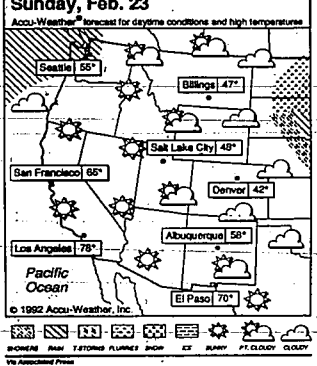 Sunday, Feb. 23
Accu-Weather® forecast for daytime conditions and high temperatures
Seattle 55°
Billings 47°
Salt Lake City 48°
San Francisco 65°
Denver 42°
Albuquerque 58°
Los Angeles 78°
Pacific
Ocean
El Paso 70°
© 1992 Accu-Weather, Inc.
SHOWERS RAIN T-STORMS FLURRIES SNOW ICE SUNNY PT. CLOUDY CLOUDY
Via Associated Press